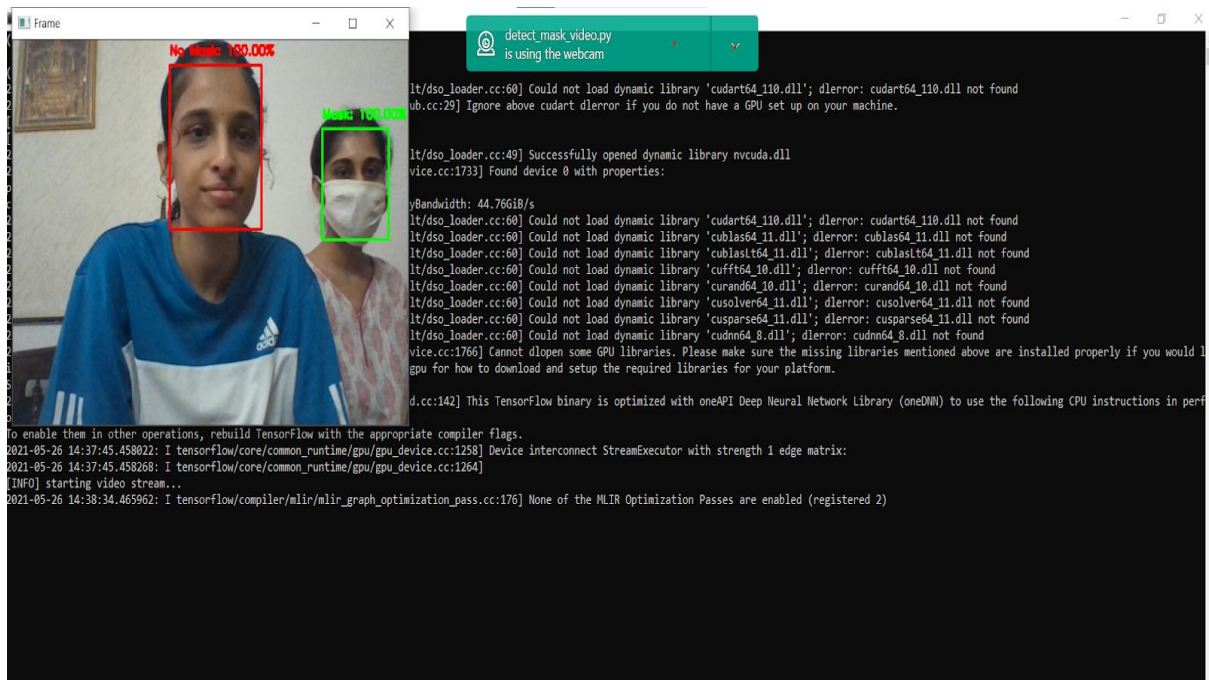 Frame
No Mask: 100.00%
Mask: 100.00%
adidas
detect_mask_video.py
is using the webcam
lt/dso_loader.cc:60] Could not load dynamic library 'cudart64_110.dll'; dlerror: cudart64_110.dll not found
ub.cc:29] Ignore above cudart dlerror if you do not have a GPU set up on your machine.
lt/dso_loader.cc:49] Successfully opened dynamic library nvcuda.dll
vice.cc:1733] Found device 0 with properties:
yBandwidth: 44.76GiB/s
lt/dso_loader.cc:60] Could not load dynamic library 'cudart64_110.dll'; dlerror: cudart64_110.dll not found
lt/dso_loader.cc:60] Could not load dynamic library 'cublas64_11.dll'; dlerror: cublas64_11.dll not found
lt/dso_loader.cc:60] Could not load dynamic library 'cublasLt64_11.dll'; dlerror: cublasLt64_11.dll not found
lt/dso_loader.cc:60] Could not load dynamic library 'cufft64_10.dll'; dlerror: cufft64_10.dll not found
lt/dso_loader.cc:60] Could not load dynamic library 'curand64_10.dll'; dlerror: curand64_10.dll not found
lt/dso_loader.cc:60] Could not load dynamic library 'cusolver64_11.dll'; dlerror: cusolver64_11.dll not found
lt/dso_loader.cc:60] Could not load dynamic library 'cusparse64_11.dll'; dlerror: cusparse64_11.dll not found
lt/dso_loader.cc:60] Could not load dynamic library 'cudnn64_8.dll'; dlerror: cudnn64_8.dll not found
vice.cc:1766] Cannot dlopen some GPU libraries. Please make sure the missing libraries mentioned above are installed properly if you would l
gpu for how to download and setup the required libraries for your platform.
d.cc:142] This TensorFlow binary is optimized with oneAPI Deep Neural Network Library (oneDNN) to use the following CPU instructions in perf
To enable them in other operations, rebuild TensorFlow with the appropriate compiler flags.
2021-05-26 14:37:45.458022: I tensorflow/core/common_runtime/gpu/gpu_device.cc:1258] Device interconnect StreamExecutor with strength 1 edge matrix:
2021-05-26 14:37:45.458268: I tensorflow/core/common_runtime/gpu/gpu_device.cc:1264]
[INFO] starting video stream...
2021-05-26 14:38:34.465962: I tensorflow/compiler/mlir/mlir_graph_optimization_pass.cc:176] None of the MLIR Optimization Passes are enabled (registered 2)